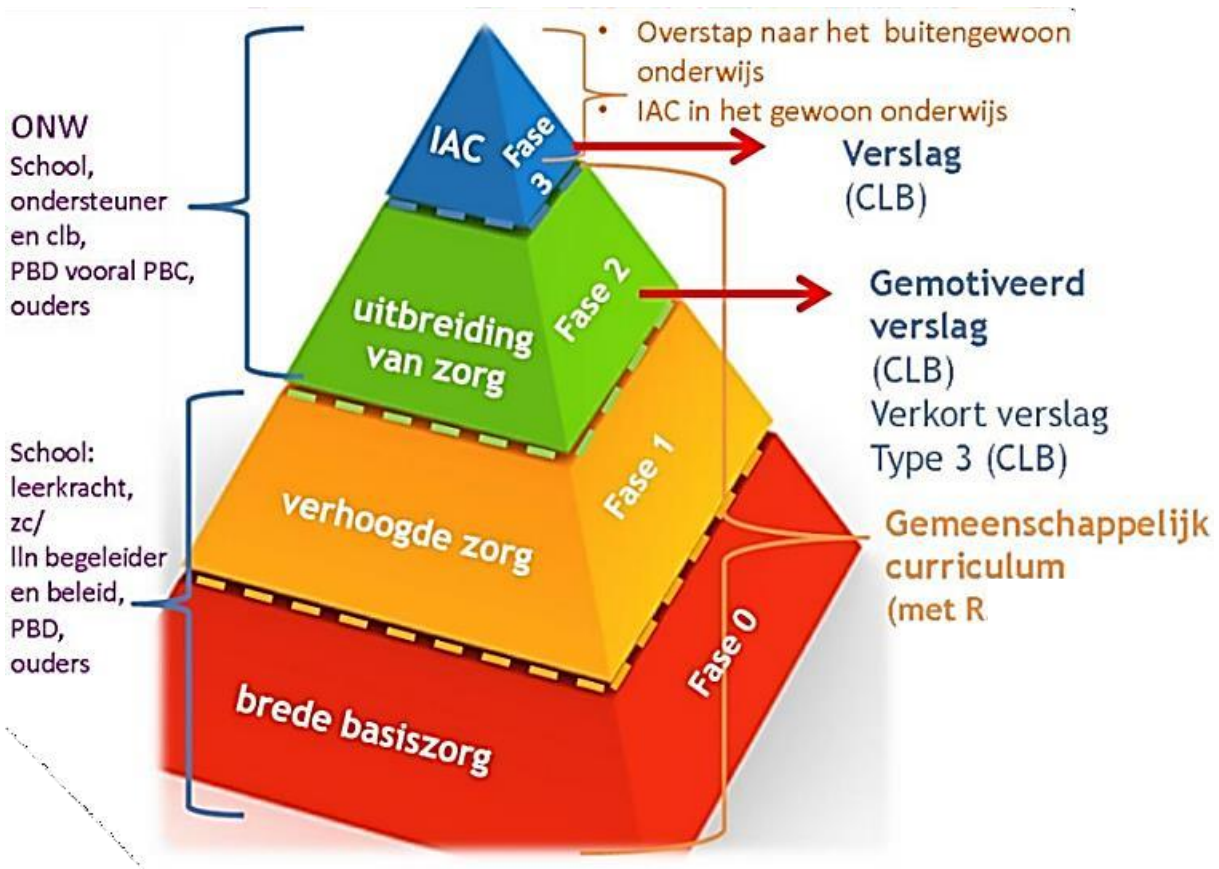 ONW
School,
ondersteuner
en clb,
PBD vooral PBC,
ouders
School:
leerkracht,
zc/
lln begeleider
en beleid,
PBD,
ouders
IAC
Fase
3
uitbreiding
van zorg
Fase 2
verhoogde zorg
Fase 1
brede basiszorg
Fase 0
• Overstap naar het buitengewoon
onderwijs
• IAC in het gewoon onderwijs
Verslag
(CLB)
Gemotiveerd
verslag
(CLB)
Verkort verslag
Type 3 (CLB)
Gemeenschappelijk
curriculum
(met R